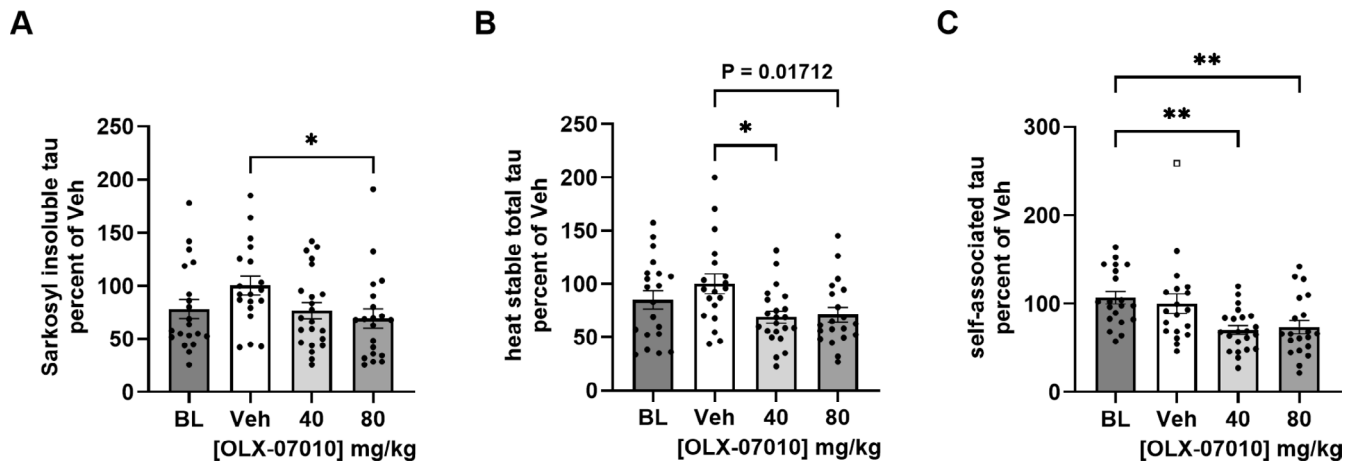 A
B
C
Sarkosyl insoluble tau
percent of Veh
250
200
150
100
50
0
*
BL Veh 40 80
[OLX-07010] mg/kg
heat stable total tau
percent of Veh
250
200
150
100
50
0
P = 0.01712
*
BL Veh 40 80
[OLX-07010] mg/kg
self-associated tau
percent of Veh
300
200
100
0
**
**
BL Veh 40 80
[OLX-07010] mg/kg